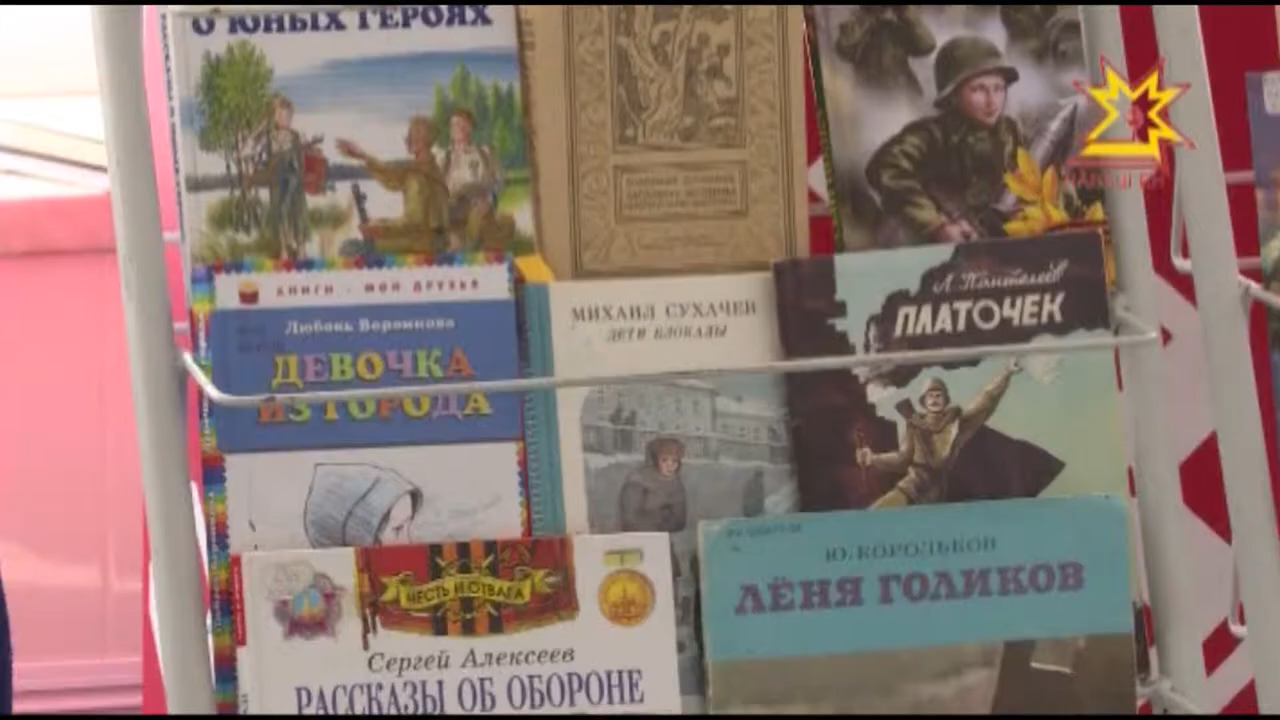 О ЮНЫХ ГЕРОЯХ
КНИГИ - МОИ ДРУЗЬЯ
Любовь Воронкова
ДЕВОЧКА
ИЗ ГОРОДА
МИХАИЛ СУХАЧЕВ
ДЕТИ БЛОКАДЫ
Л. Пантелеев
ПЛАТОЧЕК
ЧЕСТЬ И ОТВАГА
Сергей Алексеев
РАССКАЗЫ ОБ ОБОРОНЕ
Ю. КОРОЛЬКОВ
ЛЁНЯ ГОЛИКОВ